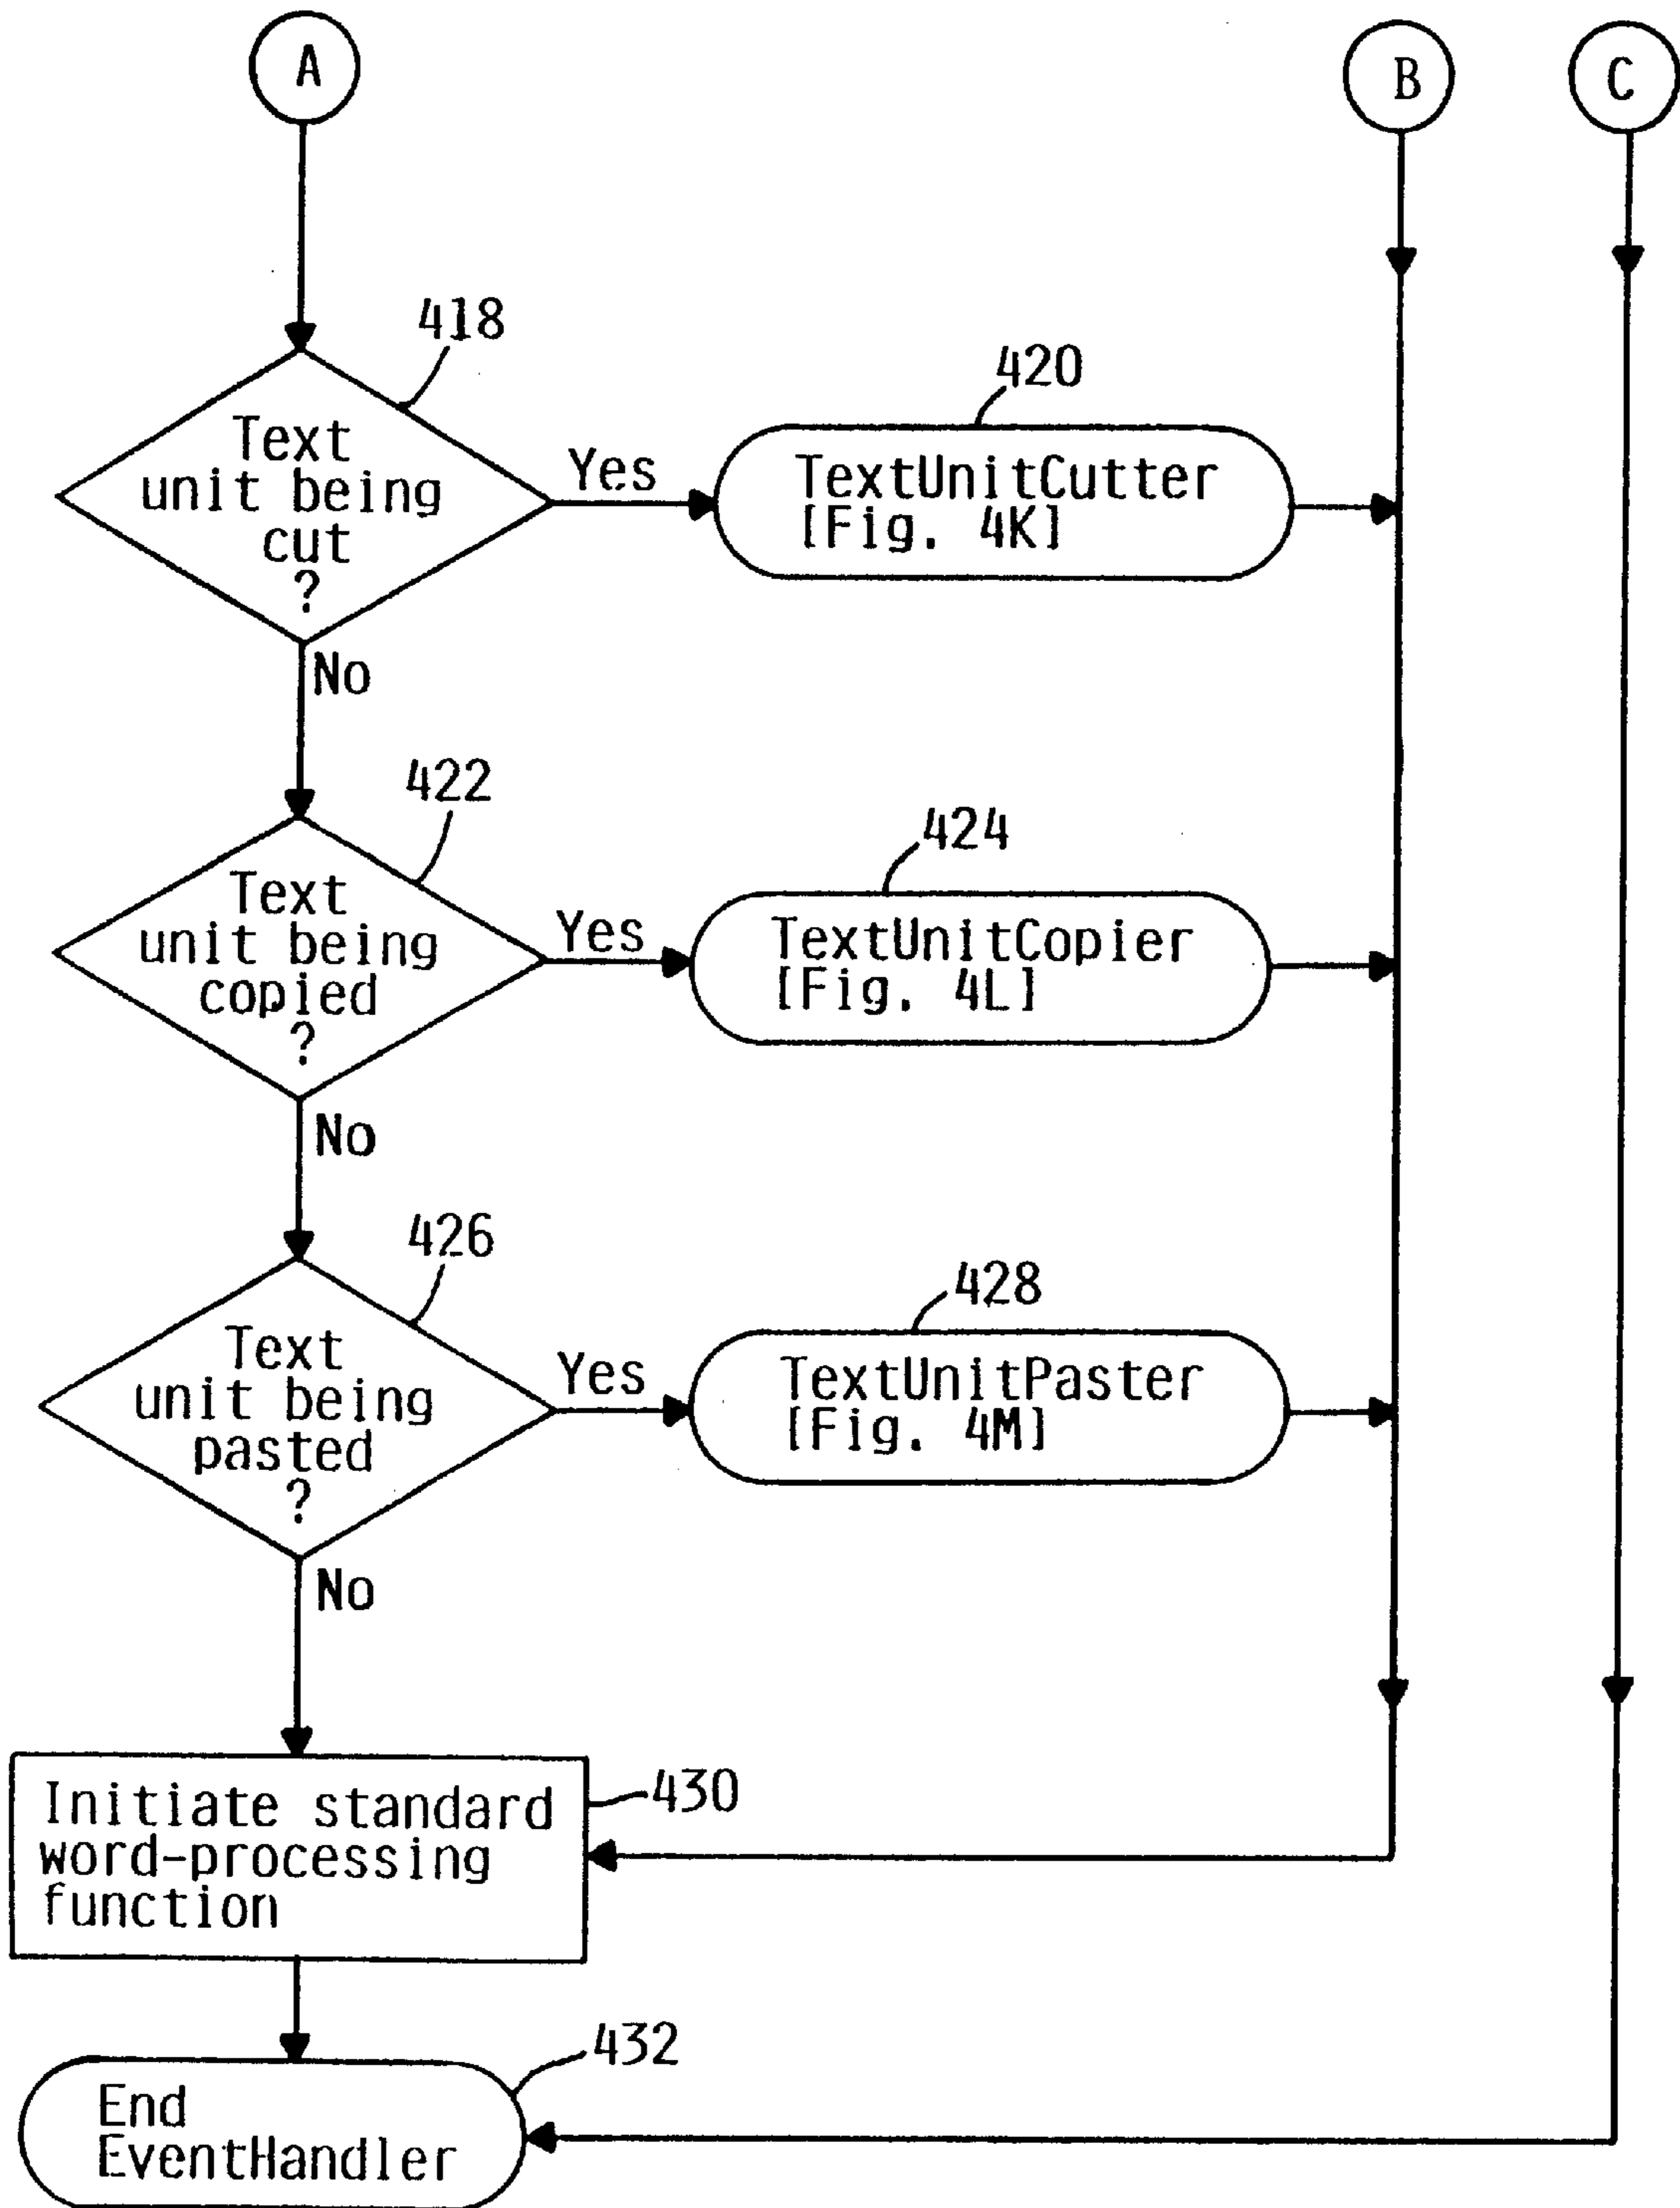 A
B
C
418
Text
unit being
cut
?
Yes
420
TextUnitCutter
[Fig. 4K]
No
422
Text
unit being
copied
?
Yes
424
TextUnitCopier
[Fig. 4L]
No
426
Text
unit being
pasted
?
Yes
428
TextUnitPaster
[Fig. 4M]
No
Initiate standard
word-processing
function
430
End
EventHandler
432